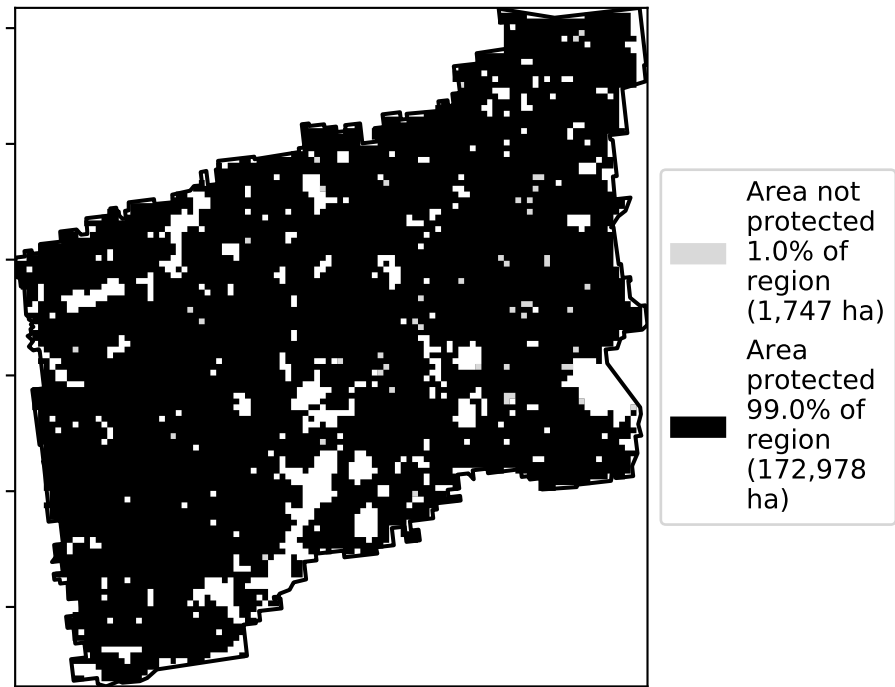 Area not
protected
1.0% of
region
(1,747 ha)
Area
protected
99.0% of
region
(172,978
ha)